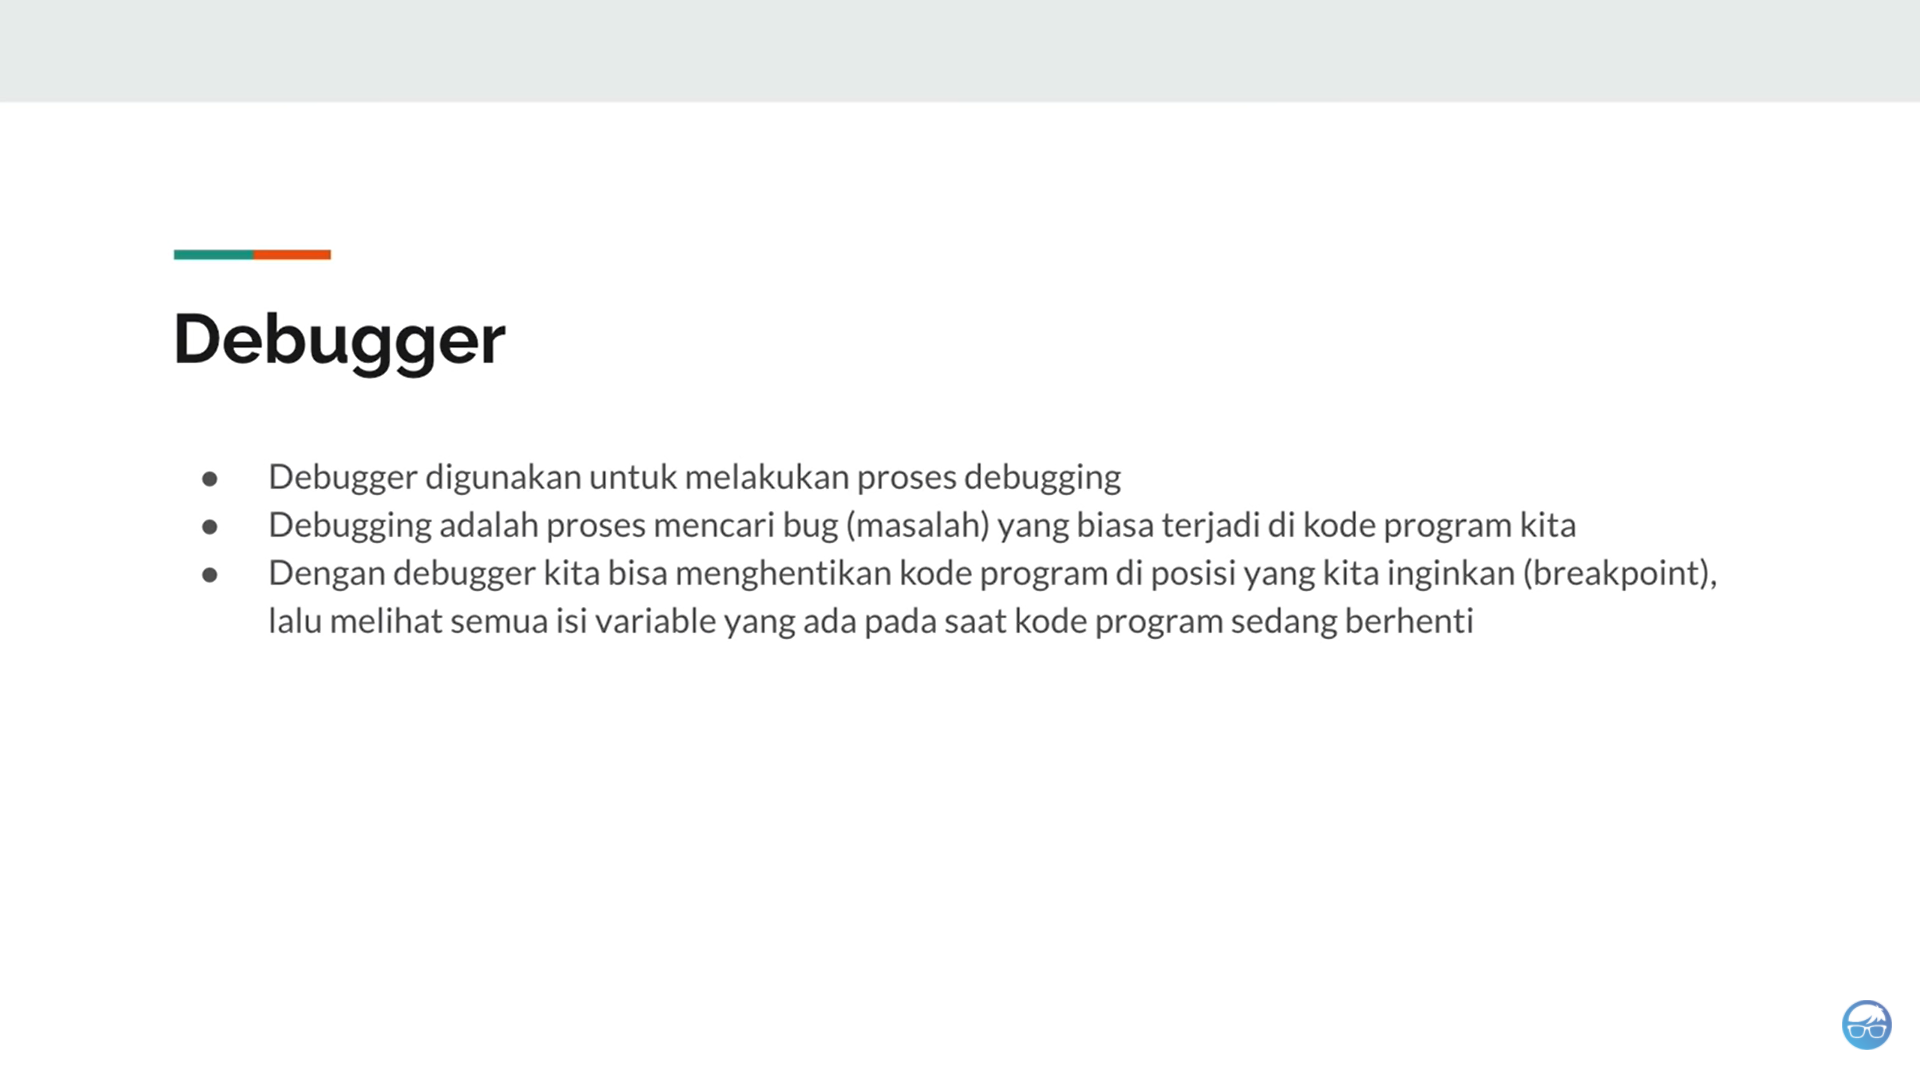 Debugger
● Debugger digunakan untuk melakukan proses debugging
● Debugging adalah proses mencari bug (masalah) yang biasa terjadi di kode program kita
● Dengan debugger kita bisa menghentikan kode program di posisi yang kita inginkan (breakpoint),
lalu melihat semua isi variable yang ada pada saat kode program sedang berhenti